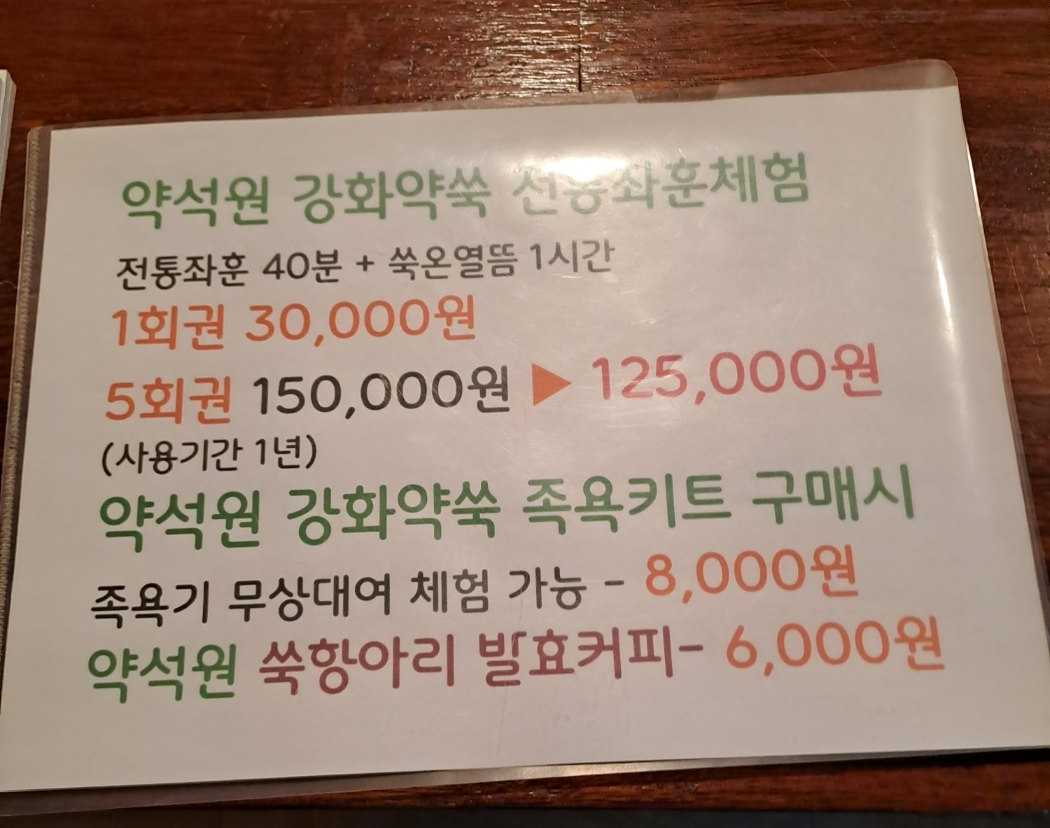 약석원 강화약쑥 전통좌훈체험
전통좌훈 40분 + 쑥온열뜸 1시간
1회권 30,000원
5회권 150,000원 ▶ 125,000원
(사용기간 1년)
약석원 강화약쑥 족욕키트 구매시
족욕기 무상대여 체험 가능 - 8,000원
약석원 쑥항아리 발효커피- 6,000원